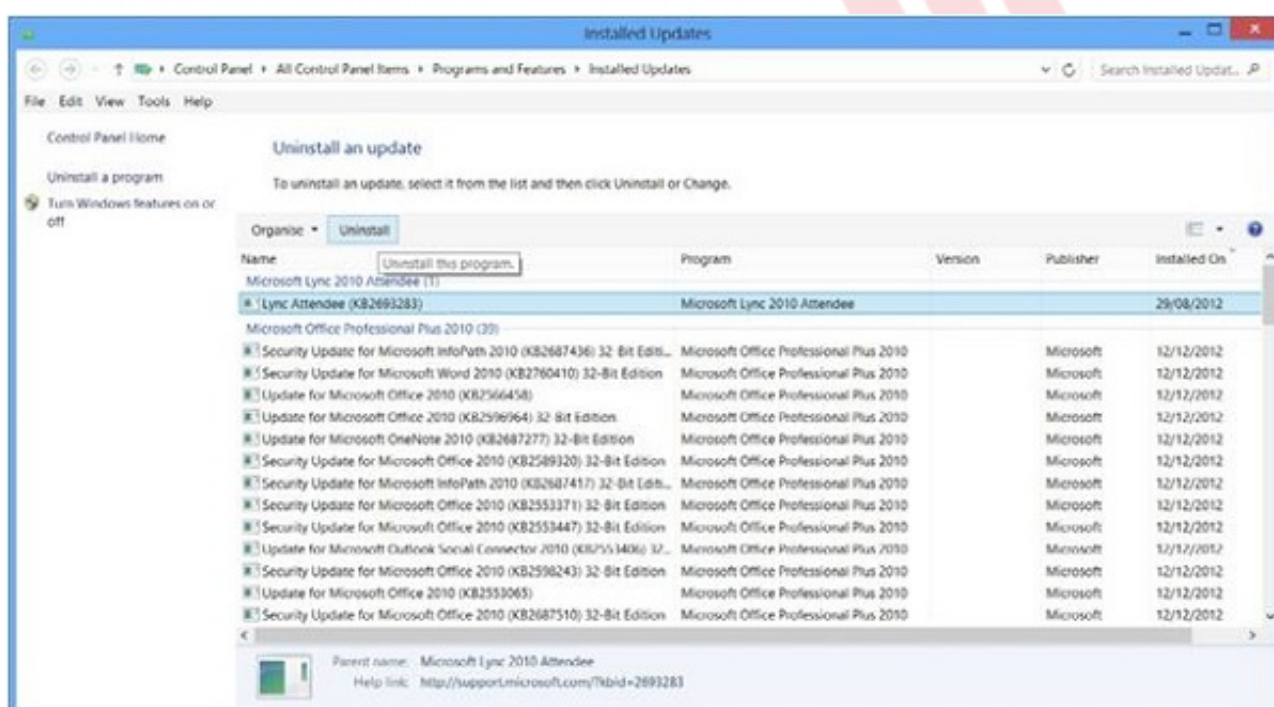 Installed Updates
Control Panel All Control Panel Items Programs and Features Installed Updates Search Installed Updat...
File Edit View Tools Help
Control Panel Home
Uninstall a program
Turn Windows features on or
off
Uninstall an update
To uninstall an update, select it from the list and then click Uninstall or Change.
Organise Uninstall
Name Program Version Publisher Installed On
Uninstall this program.
Microsoft Lync 2010 Attendee (1)
Lync Attendee (KB2693283) Microsoft Lync 2010 Attendee 29/08/2012
Microsoft Office Professional Plus 2010 (39)
Security Update for Microsoft InfoPath 2010 (KB2687436) 32-Bit Editi... Microsoft Office Professional Plus 2010 Microsoft 12/12/2012
Security Update for Microsoft Word 2010 (KB2760410) 32-Bit Edition Microsoft Office Professional Plus 2010 Microsoft 12/12/2012
Update for Microsoft Office 2010 (KB2566458) Microsoft Office Professional Plus 2010 Microsoft 12/12/2012
Update for Microsoft Office 2010 (KB2596964) 32-Bit Edition Microsoft Office Professional Plus 2010 Microsoft 12/12/2012
Update for Microsoft OneNote 2010 (KB2687277) 32-Bit Edition Microsoft Office Professional Plus 2010 Microsoft 12/12/2012
Security Update for Microsoft Office 2010 (KB2589320) 32-Bit Edition Microsoft Office Professional Plus 2010 Microsoft 12/12/2012
Security Update for Microsoft InfoPath 2010 (KB2687417) 32-Bit Editi... Microsoft Office Professional Plus 2010 Microsoft 12/12/2012
Security Update for Microsoft Office 2010 (KB2553371) 32-Bit Edition Microsoft Office Professional Plus 2010 Microsoft 12/12/2012
Security Update for Microsoft Office 2010 (KB2553447) 32-Bit Edition Microsoft Office Professional Plus 2010 Microsoft 12/12/2012
Update for Microsoft Outlook Social Connector 2010 (KB2553406) 32... Microsoft Office Professional Plus 2010 Microsoft 12/12/2012
Security Update for Microsoft Office 2010 (KB2598243) 32-Bit Edition Microsoft Office Professional Plus 2010 Microsoft 12/12/2012
Update for Microsoft Office 2010 (KB2553065) Microsoft Office Professional Plus 2010 Microsoft 12/12/2012
Security Update for Microsoft Office 2010 (KB2687510) 32-Bit Edition Microsoft Office Professional Plus 2010 Microsoft 12/12/2012
Parent name: Microsoft Lync 2010 Attendee
Help link: http://support.microsoft.com/?kbid=2693283